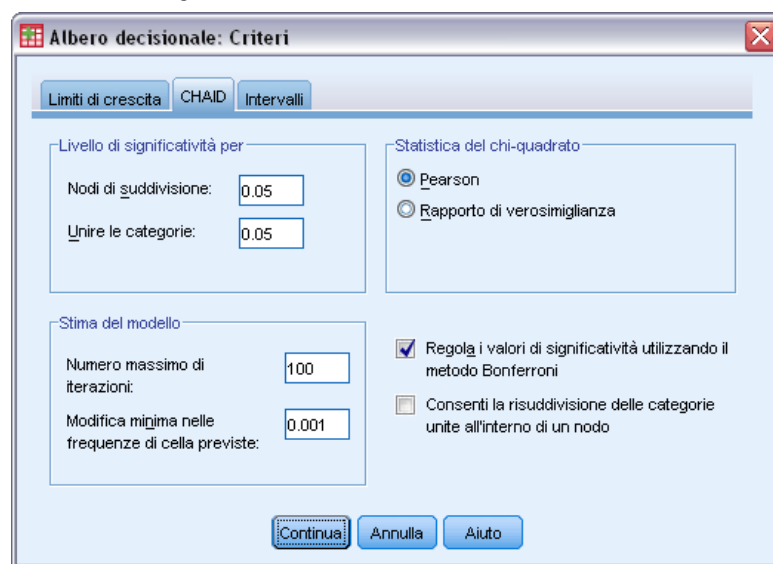 Albero decisionale: Criteri
Limiti di crescita CHAID Intervalli
Livello di significatività per
Nodi di suddivisione: 0.05
Unire le categorie: 0.05
Statistica del chi-quadrato
Pearson
Rapporto di verosimiglianza
Stima del modello
Numero massimo di
iterazioni: 100
Modifica minima nelle
frequenze di cella previste: 0.001
Regola i valori di significatività utilizzando il
metodo Bonferroni
Consenti la risuddivisione delle categorie
unite all'interno di un nodo
Continua Annulla Aiuto